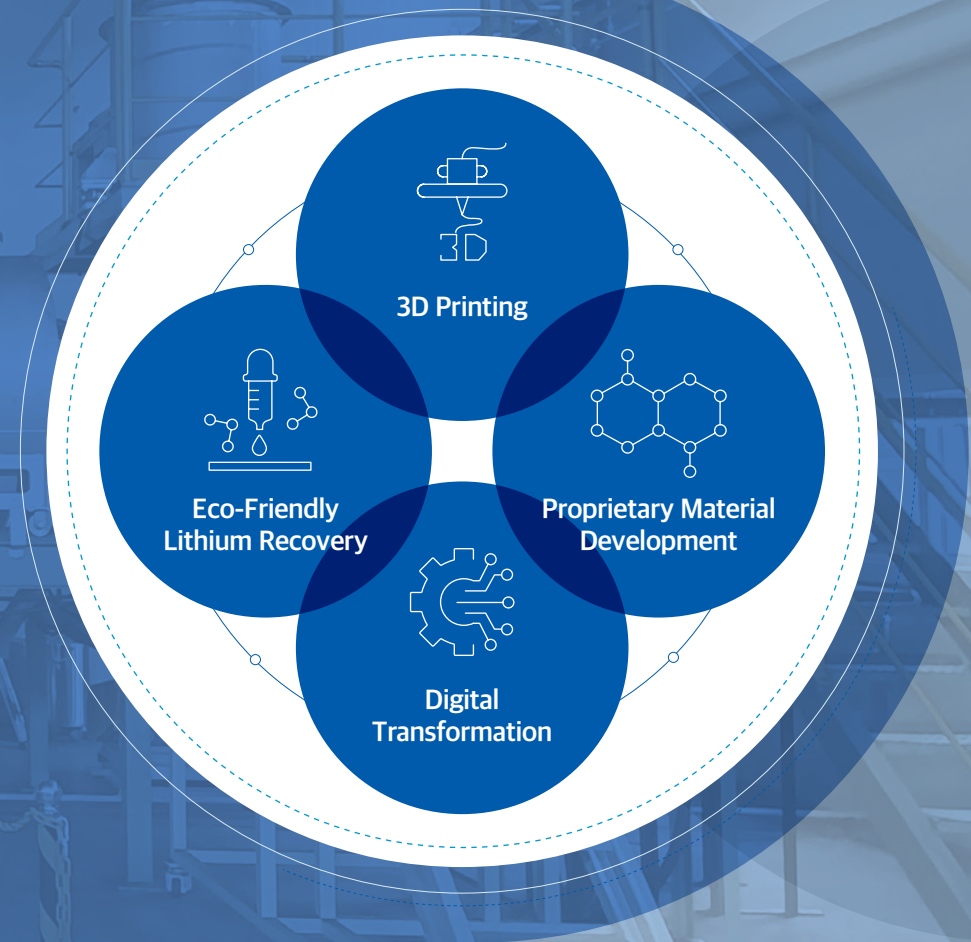 3D
3D Printing
Eco-Friendly
Lithium Recovery
Proprietary Material
Development
Digital
Transformation